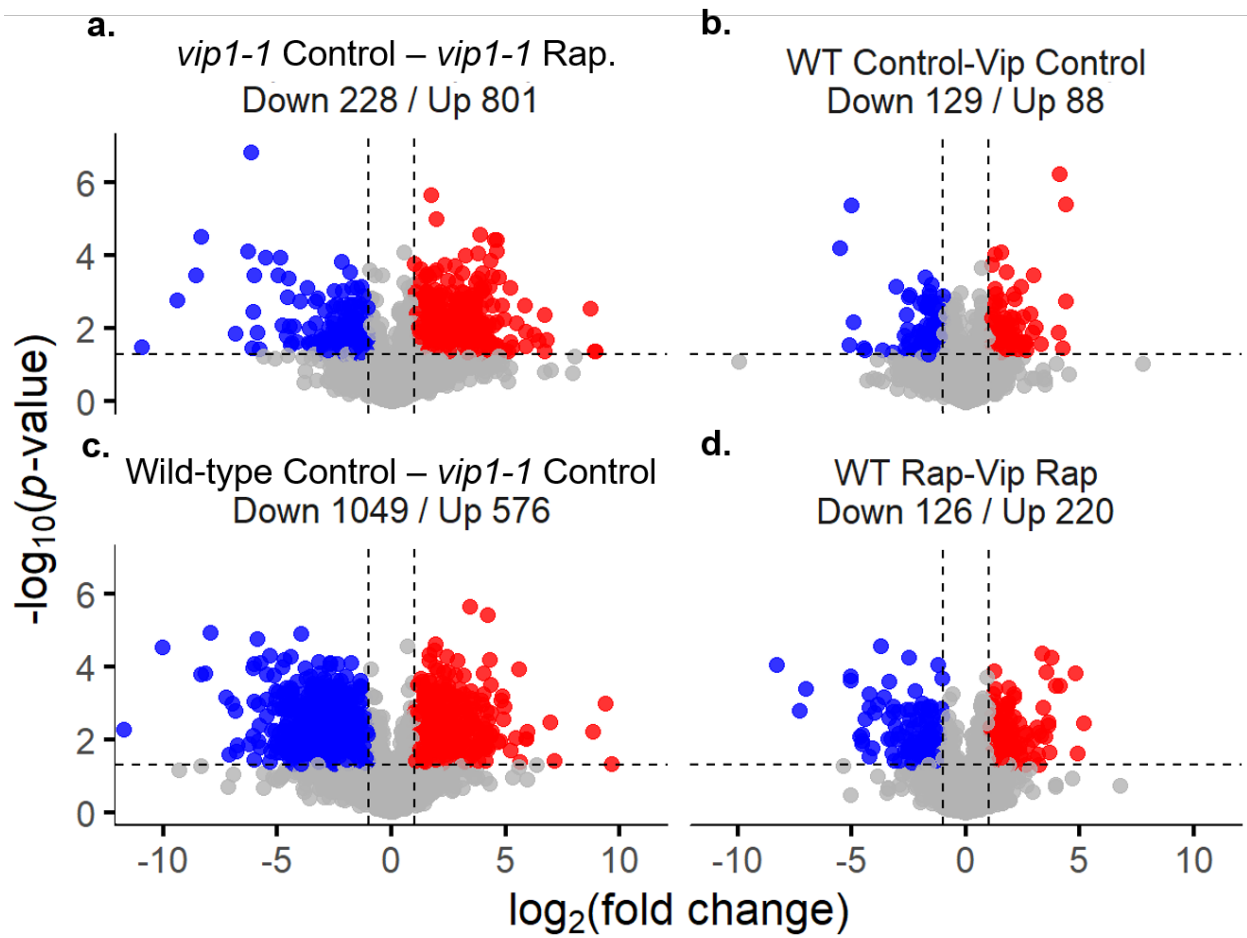 a.
vip1-1 Control – vip1-1 Rap.
Down 228 / Up 801
b.
WT Control-Vip Control
Down 129 / Up 88
6
4
2
0
c.
Wild-type Control – vip1-1 Control
Down 1049 / Up 576
d.
WT Rap-Vip Rap
Down 126 / Up 220
-log10(p-value)
6
4
2
0
-10 -5 0 5 10
-10 -5 0 5 10
log2(fold change)